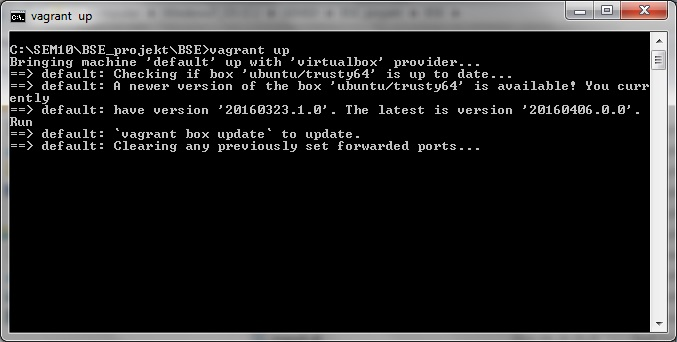 vagrant up
C:\SEM10\BSE_projekt\BSE>vagrant up
Bringing machine 'default' up with 'virtualbox' provider...
==> default: Checking if box 'ubuntu/trusty64' is up to date...
==> default: A newer version of the box 'ubuntu/trusty64' is available! You curr
ently
==> default: have version '20160323.1.0'. The latest is version '20160406.0.0'.
Run
==> default: `vagrant box update` to update.
==> default: Clearing any previously set forwarded ports...